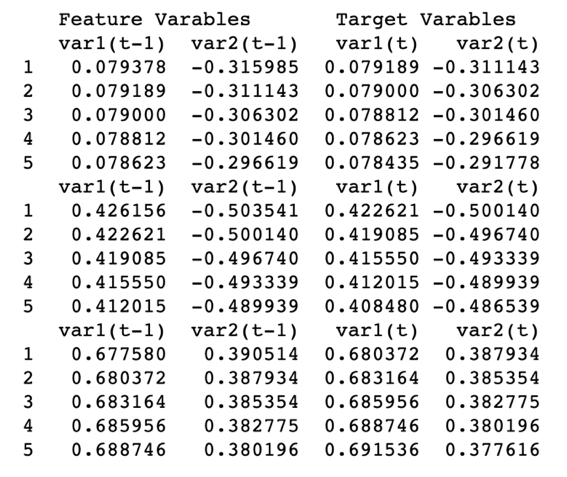 Feature Varables Target Varables
var1(t-1) var2(t-1) var1(t) var2(t)
1 0.079378 -0.315985 0.079189 -0.311143
2 0.079189 -0.311143 0.079000 -0.306302
3 0.079000 -0.306302 0.078812 -0.301460
4 0.078812 -0.301460 0.078623 -0.296619
5 0.078623 -0.296619 0.078435 -0.291778
var1(t-1) var2(t-1) var1(t) var2(t)
1 0.426156 -0.503541 0.422621 -0.500140
2 0.422621 -0.500140 0.419085 -0.496740
3 0.419085 -0.496740 0.415550 -0.493339
4 0.415550 -0.493339 0.412015 -0.489939
5 0.412015 -0.489939 0.408480 -0.486539
var1(t-1) var2(t-1) var1(t) var2(t)
1 0.677580 0.390514 0.680372 0.387934
2 0.680372 0.387934 0.683164 0.385354
3 0.683164 0.385354 0.685956 0.382775
4 0.685956 0.382775 0.688746 0.380196
5 0.688746 0.380196 0.691536 0.377616